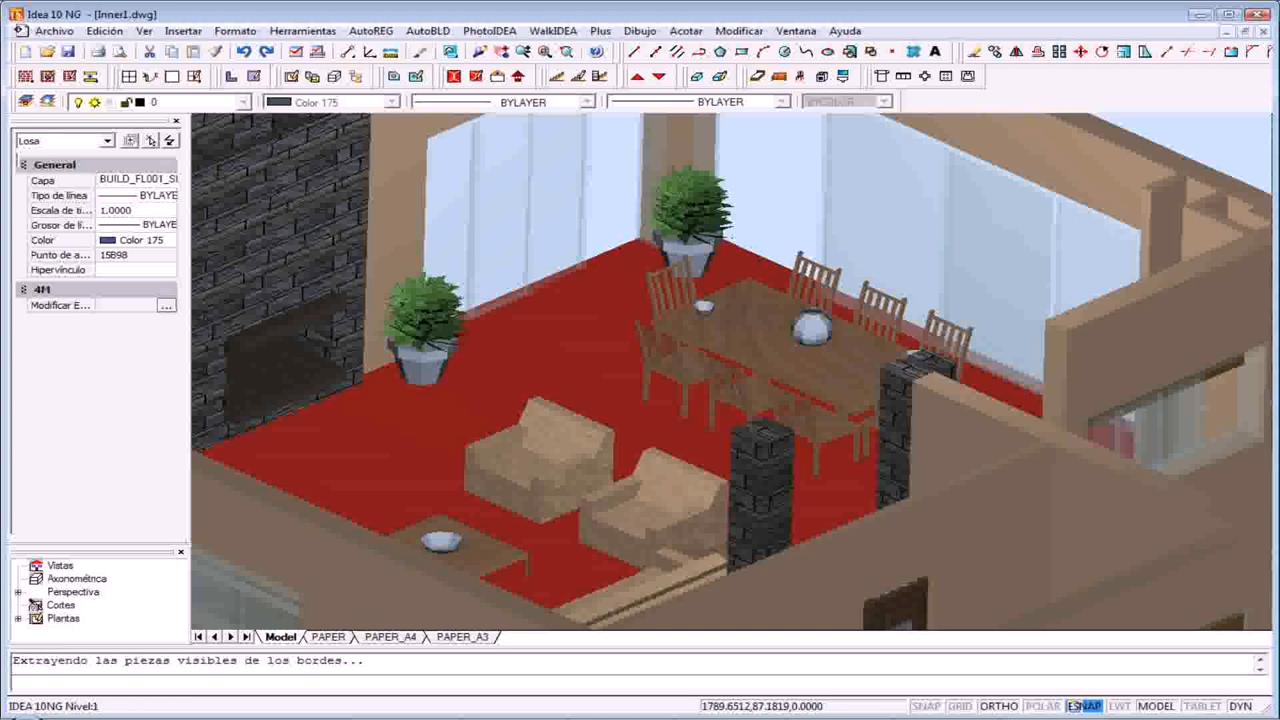 Idea 10 NG - [Inner1.dwg]
Archivo Edición Ver Insertar Formato Herramientas AutoREG AutoBLD PhotoIDEA WalkIDEA Plus Dibujo Acotar Modificar Ventana Ayuda
0 Color 175 BYLAYER BYLAYER
Losa
General
Capa BUILD_FL001_SL
Tipo de línea BYLAYE
Escala de ti... 1.0000
Grosor de lí... BYLAYE
Color Color 175
Punto de a... 15898
Hipervínculo
4M
Modificar E... ...
Vistas
Axonométrica
Perspectiva
Cortes
Plantas
Model PAPER PAPER_A4 PAPER_A3
Extrayendo las piezas visibles de los bordes...
IDEA 10NG Nivel:1 1789.6512,87.1819,0.0000 SNAP GRID ORTHO POLAR ESNAP LWT MODEL TABLET DYN